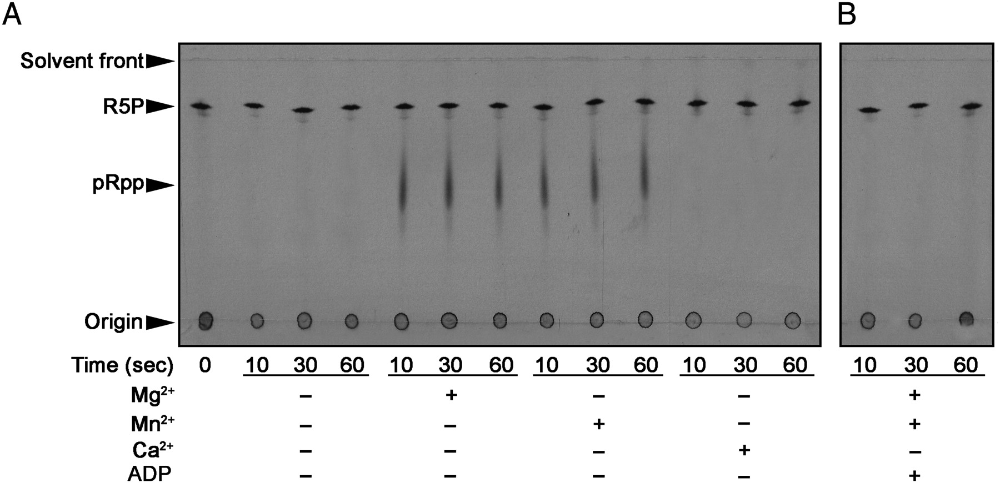 A B
Solvent front
R5P
pRpp
Origin
Time (sec) 0 10 30 60 10 30 60 10 30 60 10 30 60 10 30 60
Mg2+ – + – – +
Mn2+ – – + – +
Ca2+ – – – + –
ADP – – – – +